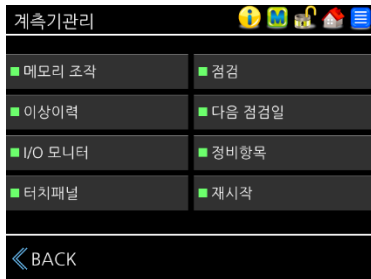 계측기관리
M
메모리 조작
점검
이상이력
다음 점검일
I/O 모니터
정비항목
터치패널
재시작
BACK